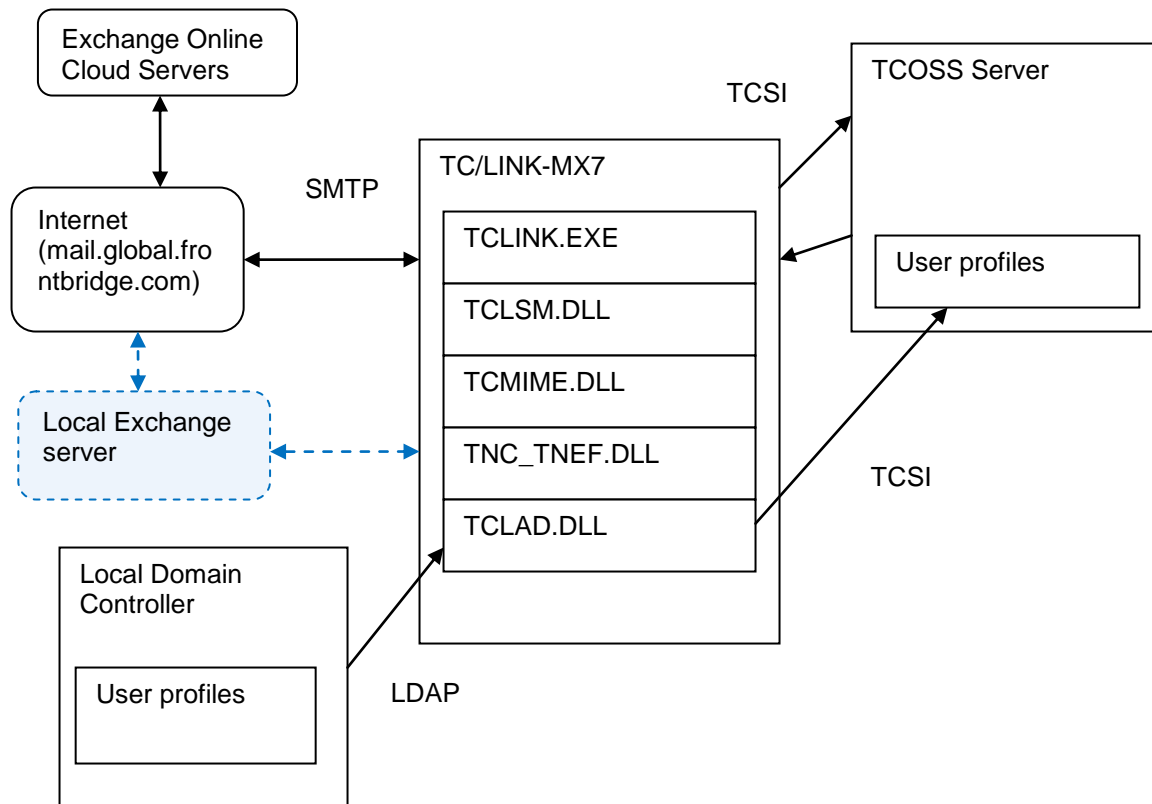 Exchange Online
Cloud Servers
TCOSS Server
TCSI
TC/LINK-MX7
SMTP
Internet
(mail.global.fro
ntbridge.com)
TCLINK.EXE
User profiles
TCLSM.DLL
TCMIME.DLL
Local Exchange
server
TNC_TNEF.DLL
TCSI
TCLAD.DLL
Local Domain
Controller
User profiles
LDAP